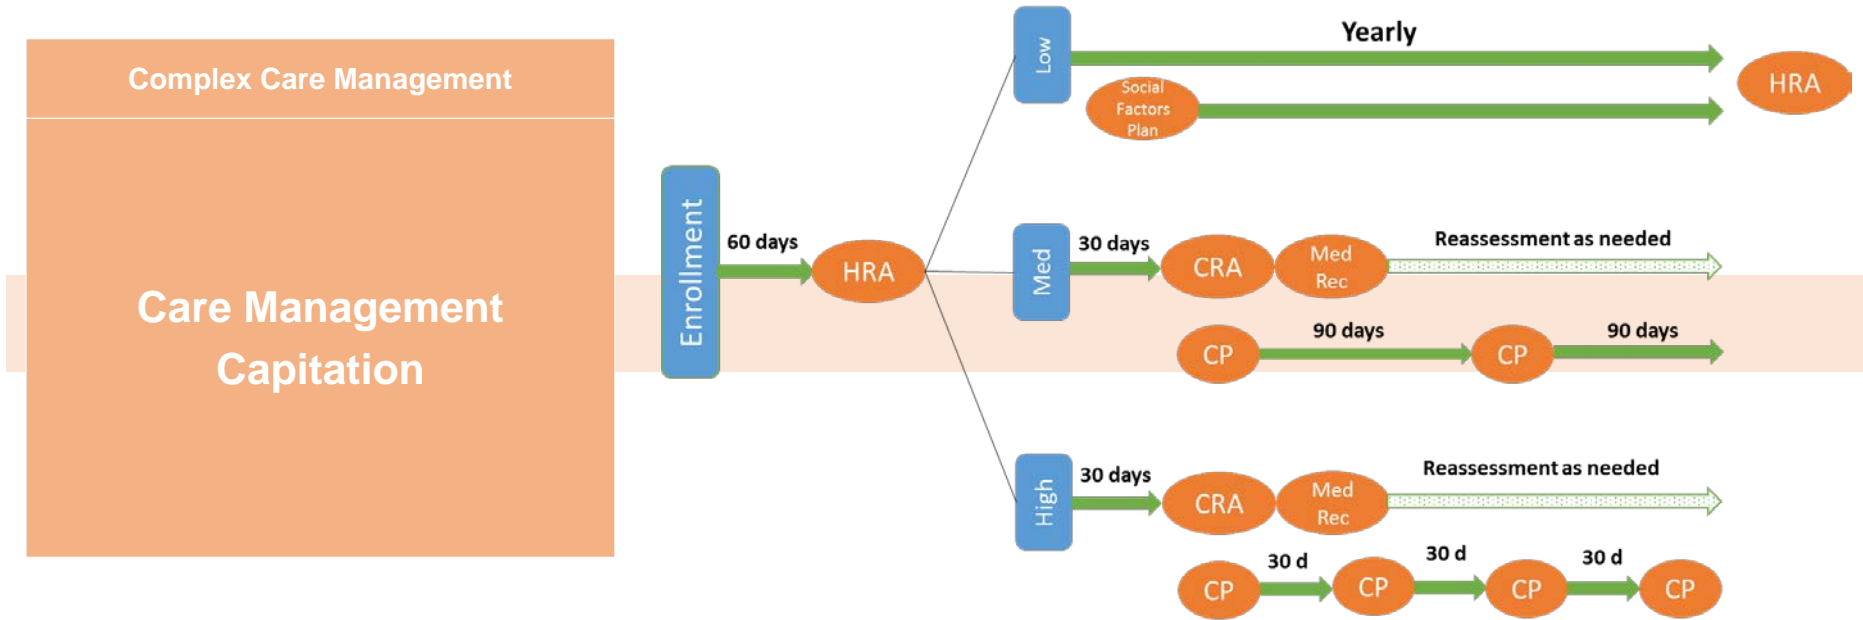 Complex Care Management
Care Management
Capitation
Enrollment
60 days
HRA
Low
Yearly
Social
Factors
Plan
HRA
Med
30 days
CRA
Med
Rec
Reassessment as needed
CP
90 days
CP
90 days
High
30 days
CRA
Med
Rec
Reassessment as needed
CP
30 d
CP
30 d
CP
30 d
CP